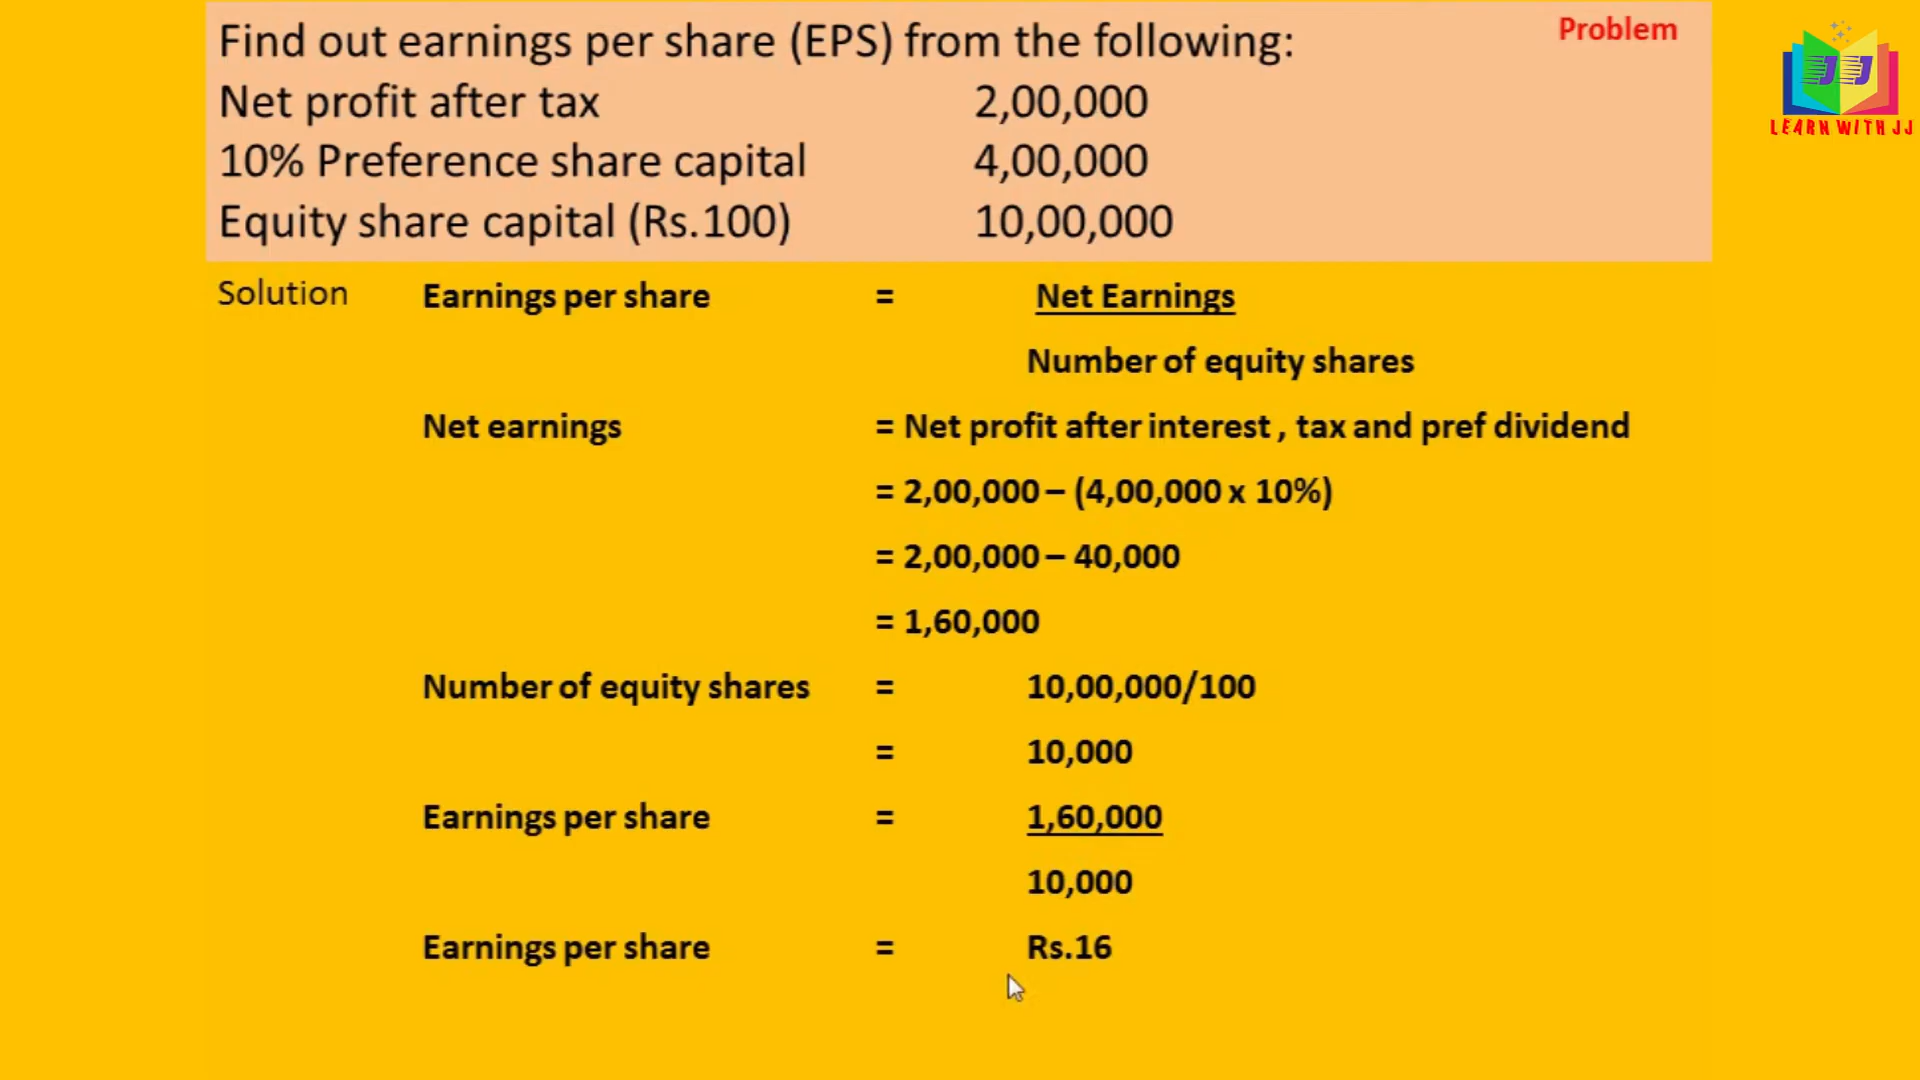 Find out earnings per share (EPS) from the following:
Problem
Net profit after tax 2,00,000
10% Preference share capital 4,00,000
Equity share capital (Rs.100) 10,00,000
JJ
LEARN WITH JJ
Solution Earnings per share = Net Earnings
Number of equity shares
Net earnings = Net profit after interest , tax and pref dividend
= 2,00,000 – (4,00,000 x 10%)
= 2,00,000 – 40,000
= 1,60,000
Number of equity shares = 10,00,000/100
= 10,000
Earnings per share = 1,60,000
10,000
Earnings per share = Rs.16